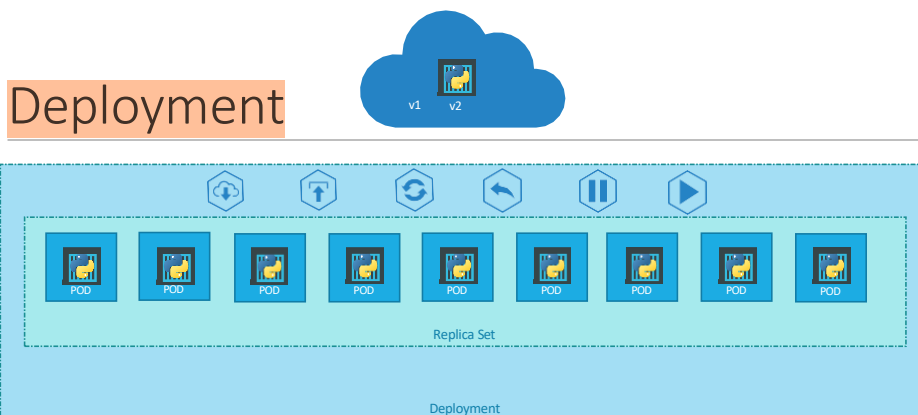 Deployment
v1 v2
POD POD POD POD POD POD POD POD POD
Replica Set
Deployment